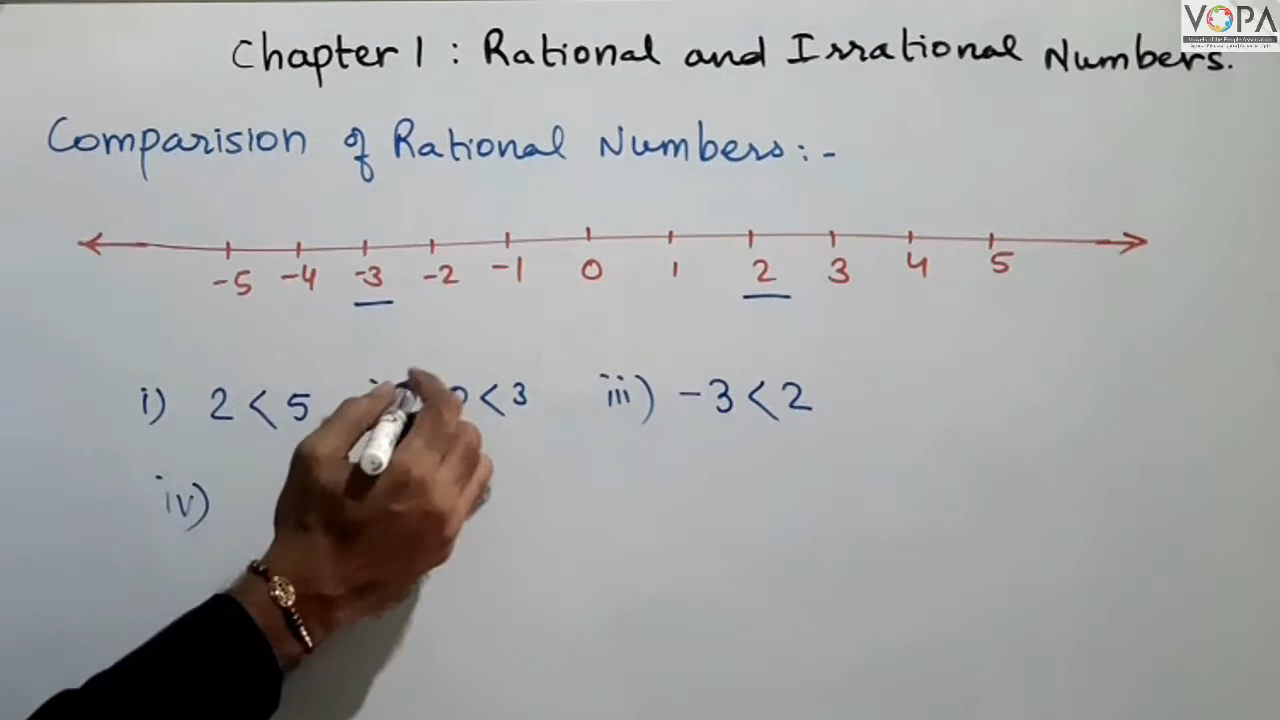 VOPA
Chapter 1 : Rational and Irrational Numbers.
Comparision of Rational Numbers:-
-5 -4 -3 -2 -1 0 1 2 3 4 5
i) 2 < 5 < 3 iii) -3 < 2
iv)